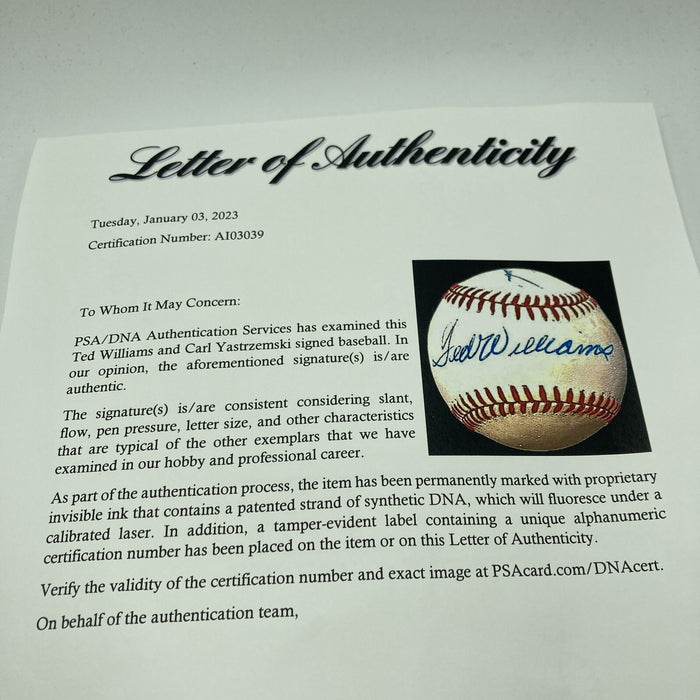 Letter of Authenticity
Tuesday, January 03, 2023
Certification Number: AI03039
To Whom It May Concern:
PSA/DNA Authentication Services has examined this
Ted Williams and Carl Yastrzemski signed baseball. In
our opinion, the aforementioned signature(s) is/are
authentic.
The signature(s) is/are consistent considering slant,
flow, pen pressure, letter size, and other characteristics
that are typical of the other exemplars that we have
examined in our hobby and professional career.
Ted Williams
As part of the authentication process, the item has been permanently marked with proprietary
invisible ink that contains a patented strand of synthetic DNA, which will fluoresce under a
calibrated laser. In addition, a tamper-evident label containing a unique alphanumeric
certification number has been placed on the item or on this Letter of Authenticity.
Verify the validity of the certification number and exact image at PSAcard.com/DNAcert.
On behalf of the authentication team,